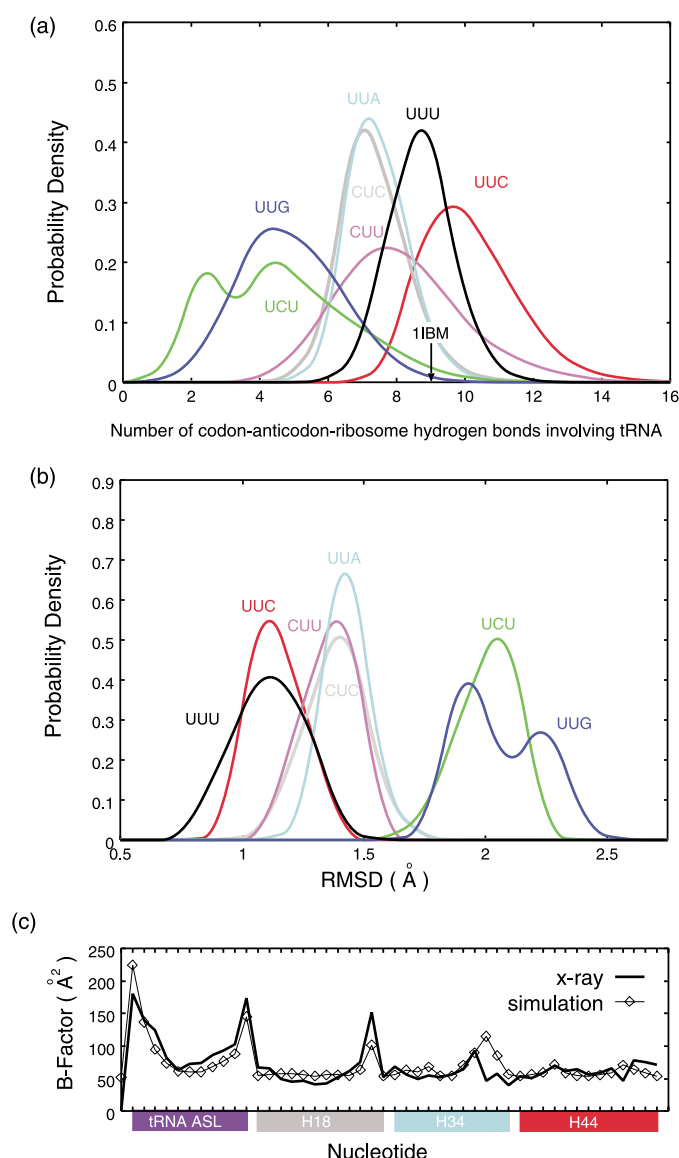 (a)
0.6
0.5
0.4
0.3
0.2
0.1
0
Probability Density
UUA
UUU
UUC
CUC
UUG
CUU
UCU
1IBM
0 2 4 6 8 10 12 14 16
Number of codon-anticodon-ribosome hydrogen bonds involving tRNA
(b)
0.9
0.8
0.7
0.6
0.5
0.4
0.3
0.2
0.1
0
Probability Density
UUA
UUC
CUU
UCU
CUC
UUU
UUG
0.5 1 1.5 2 2.5
RMSD ( Å )
(c)
250
200
150
100
50
0
B-Factor ( Å2 )
x-ray
simulation
tRNA ASL H18 H34 H44
Nucleotide